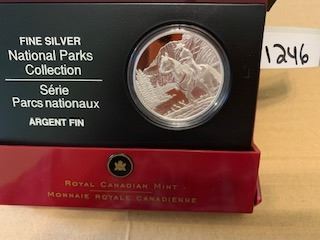 FINE SILVER
National Parks
Collection
Série
Parcs nationaux
ARGENT FIN
1246
ROYAL CANADIAN MINT -
MONNAIE ROYALE CANADIENNE